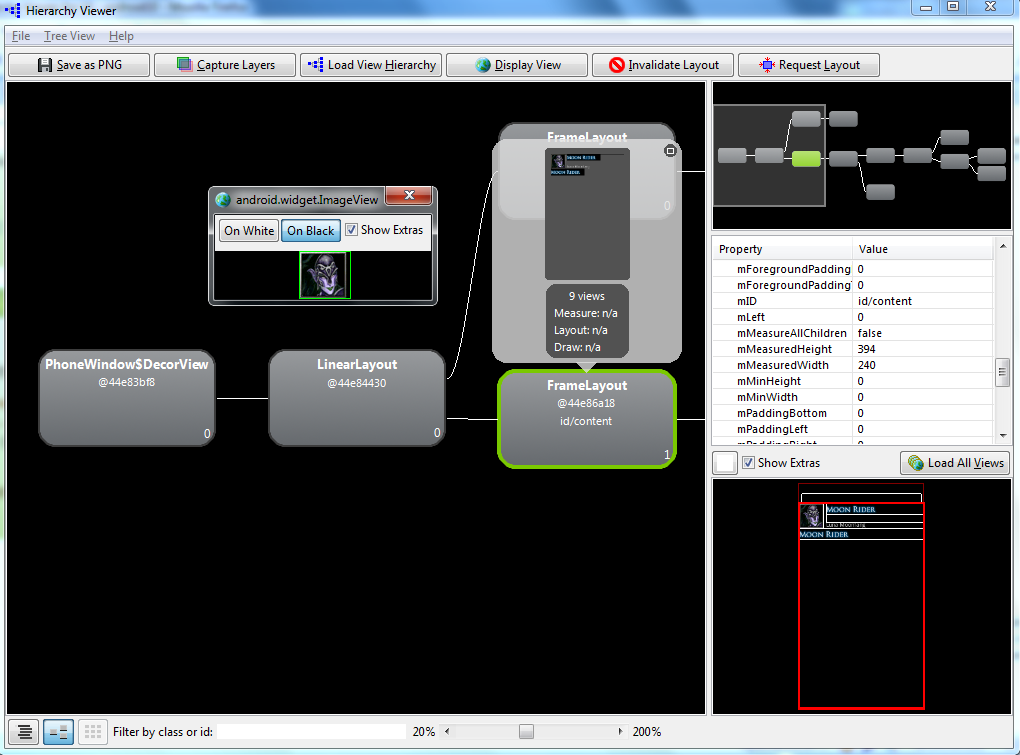 Hierarchy Viewer
File Tree View Help
Save as PNG Capture Layers Load View Hierarchy Display View Invalidate Layout Request Layout
FrameLayout
MOON RIDER
MOON RIDER
0
9 views
Measure: n/a
Layout: n/a
Draw: n/a
android.widget.ImageView
On White On Black Show Extras
PhoneWindow$DecorView
@44e83bf8
0
LinearLayout
@44e84430
0
FrameLayout
@44e86a18
id/content
1
Property Value
mForegroundPadding 0
mForegroundPadding 0
mID id/content
mLeft 0
mMeasureAllChildren false
mMeasuredHeight 394
mMeasuredWidth 240
mMinHeight 0
mMinWidth 0
mPaddingBottom 0
mPaddingLeft 0
mPaddingRight 0
Show Extras Load All Views
MOON RIDER
Luna Moonfang
MOON RIDER
Filter by class or id: 20% 200%